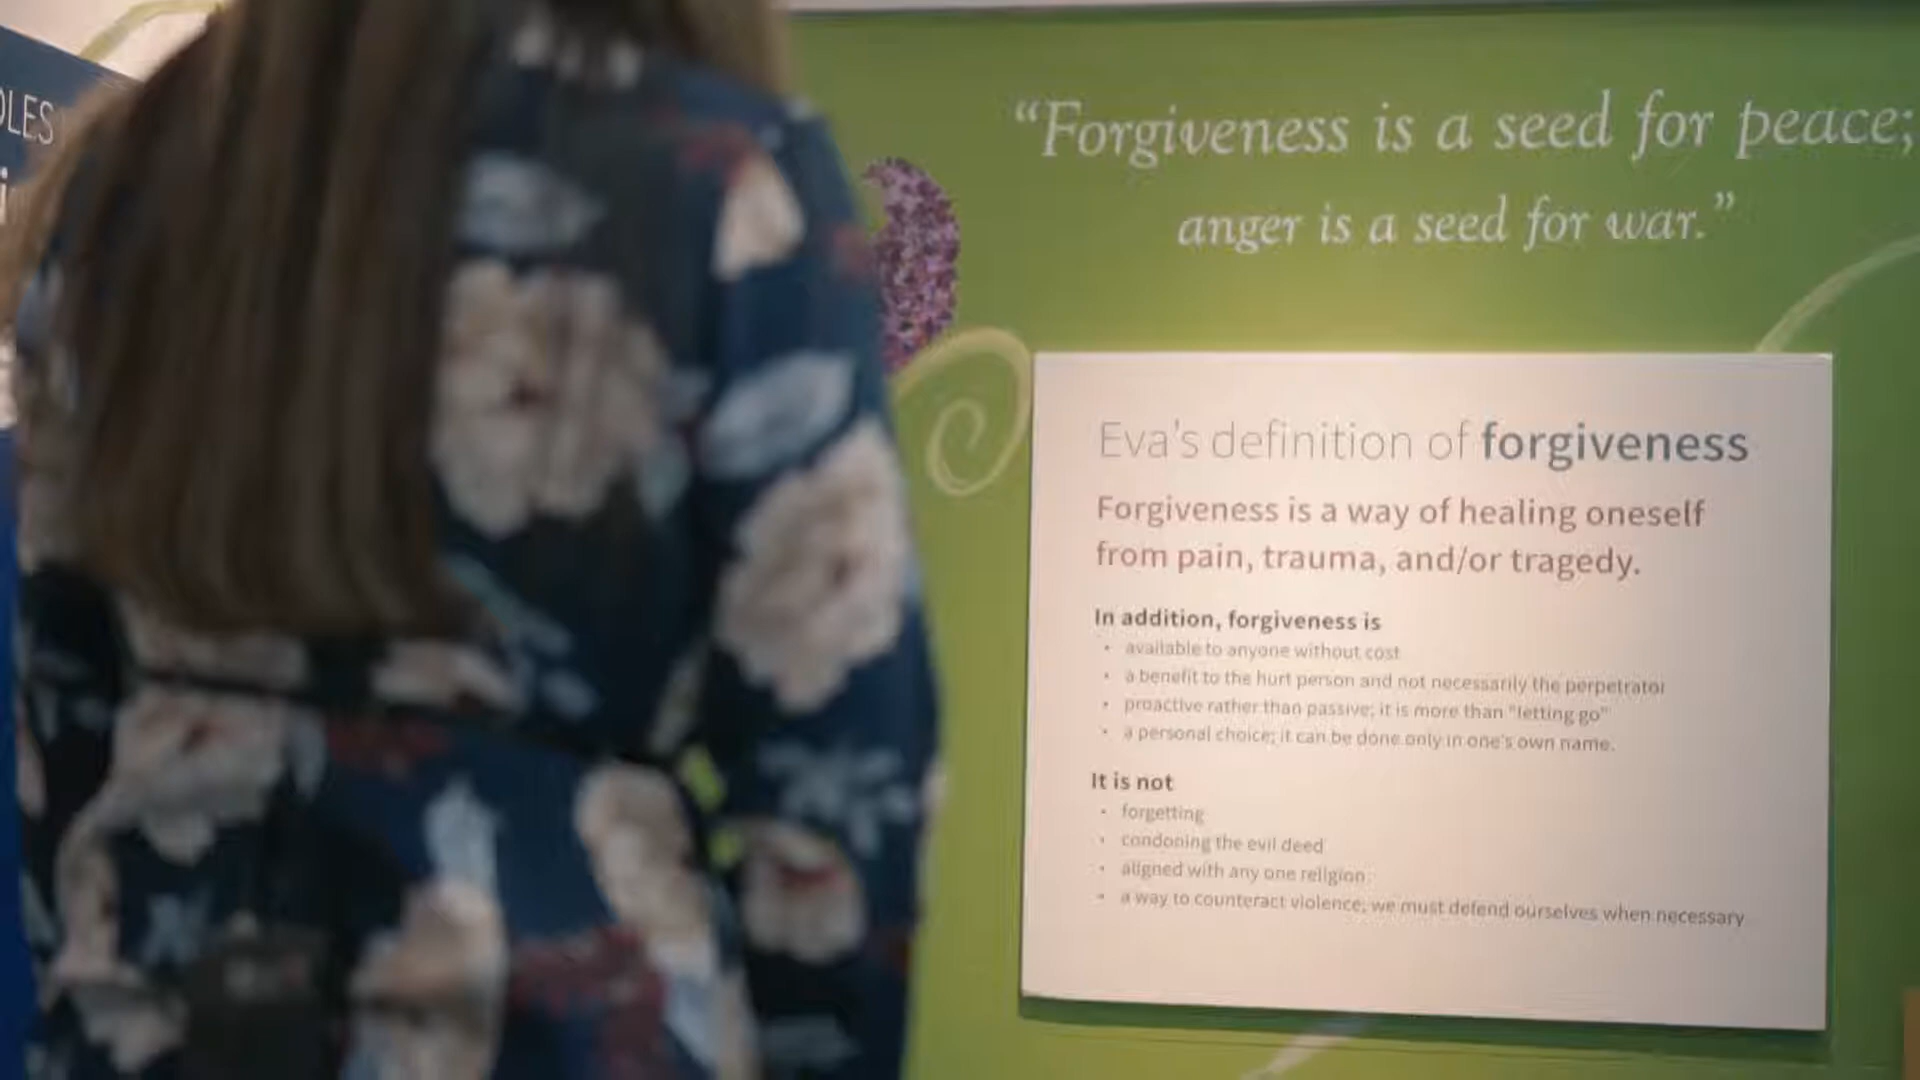 OLES
"Forgiveness is a seed for peace;
anger is a seed for war."
Eva's definition of forgiveness
Forgiveness is a way of healing oneself
from pain, trauma, and/or tragedy.
In addition, forgiveness is
• available to anyone without cost
• a benefit to the hurt person and not necessarily the perpetrator
• proactive rather than passive; it is more than "letting go"
• a personal choice; it can be done only in one's own name.
It is not
• forgetting
• condoning the evil deed
• aligned with any one religion
• a way to counteract violence; we must defend ourselves when necessary